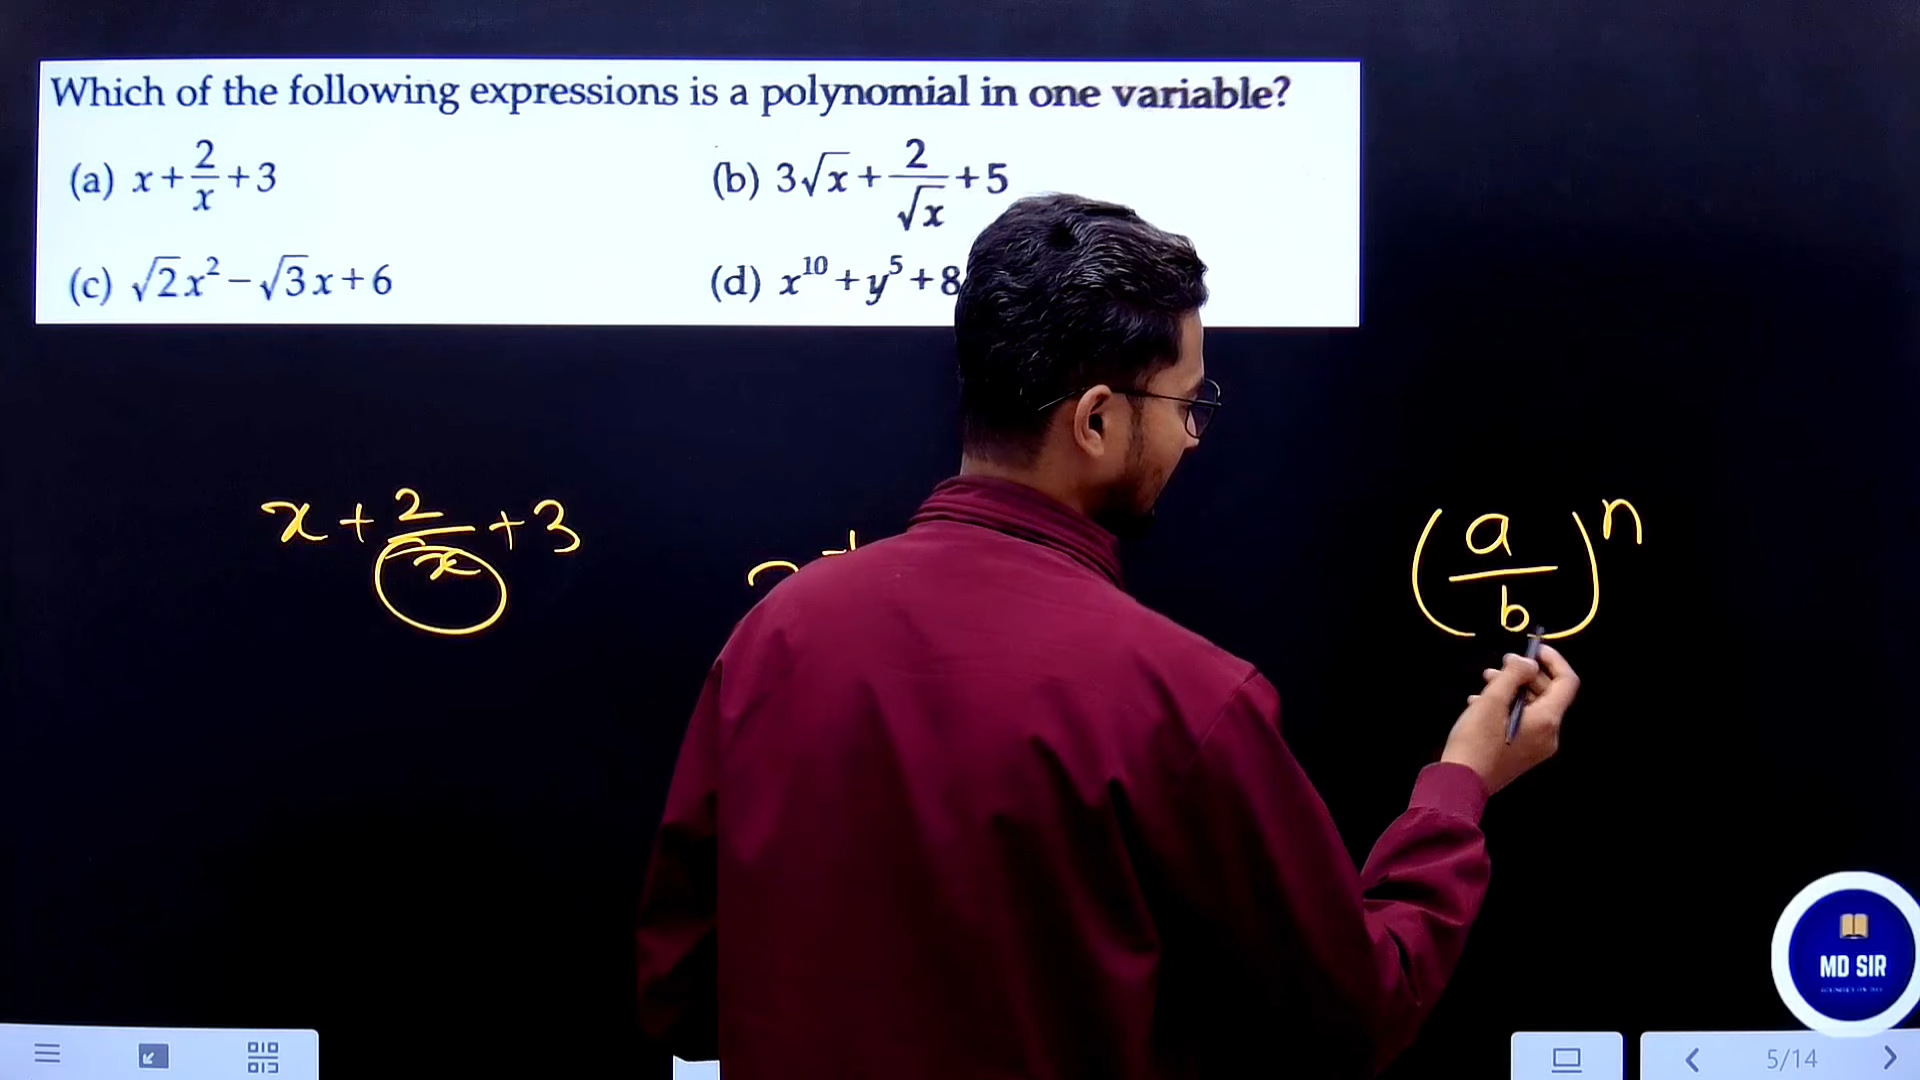 Which of the following expressions is a polynomial in one variable?
(a) x + 2/x + 3
(b) 3√x + 2/√x + 5
(c) √2x² − √3x + 6
(d) x¹⁰ + y⁵ + 8
x + 2/x + 3
(a/b)ⁿ
MD SIR
5/14